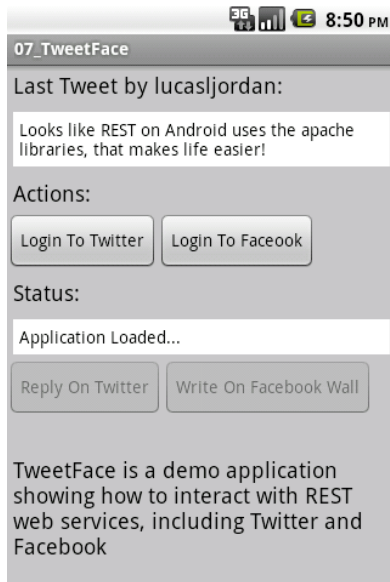 3G 8:50 PM
07_TweetFace
Last Tweet by lucasljordan:
Looks like REST on Android uses the apache
libraries, that makes life easier!
Actions:
Login To Twitter Login To Faceook
Status:
Application Loaded...
Reply On Twitter Write On Facebook Wall
TweetFace is a demo application
showing how to interact with REST
web services, including Twitter and
Facebook